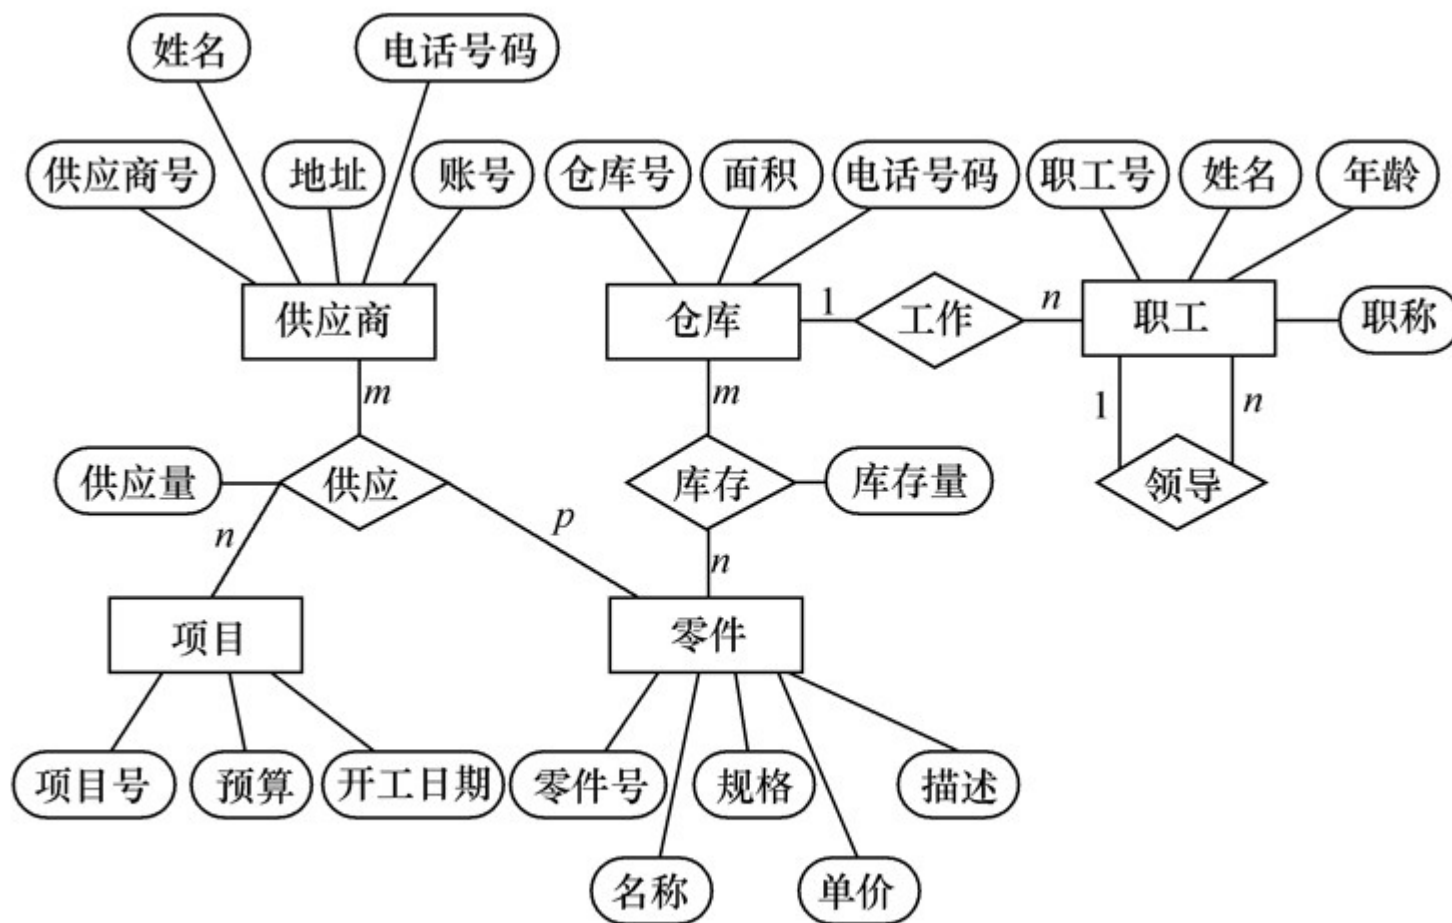 姓名
电话号码
供应商号
地址
账号
仓库号
面积
电话号码
职工号
姓名
年龄
供应商
仓库
1
工作
n
职工
职称
m
m
1
n
供应量
供应
库存
库存量
领导
n
p
n
项目
零件
项目号
预算
开工日期
零件号
规格
描述
名称
单价